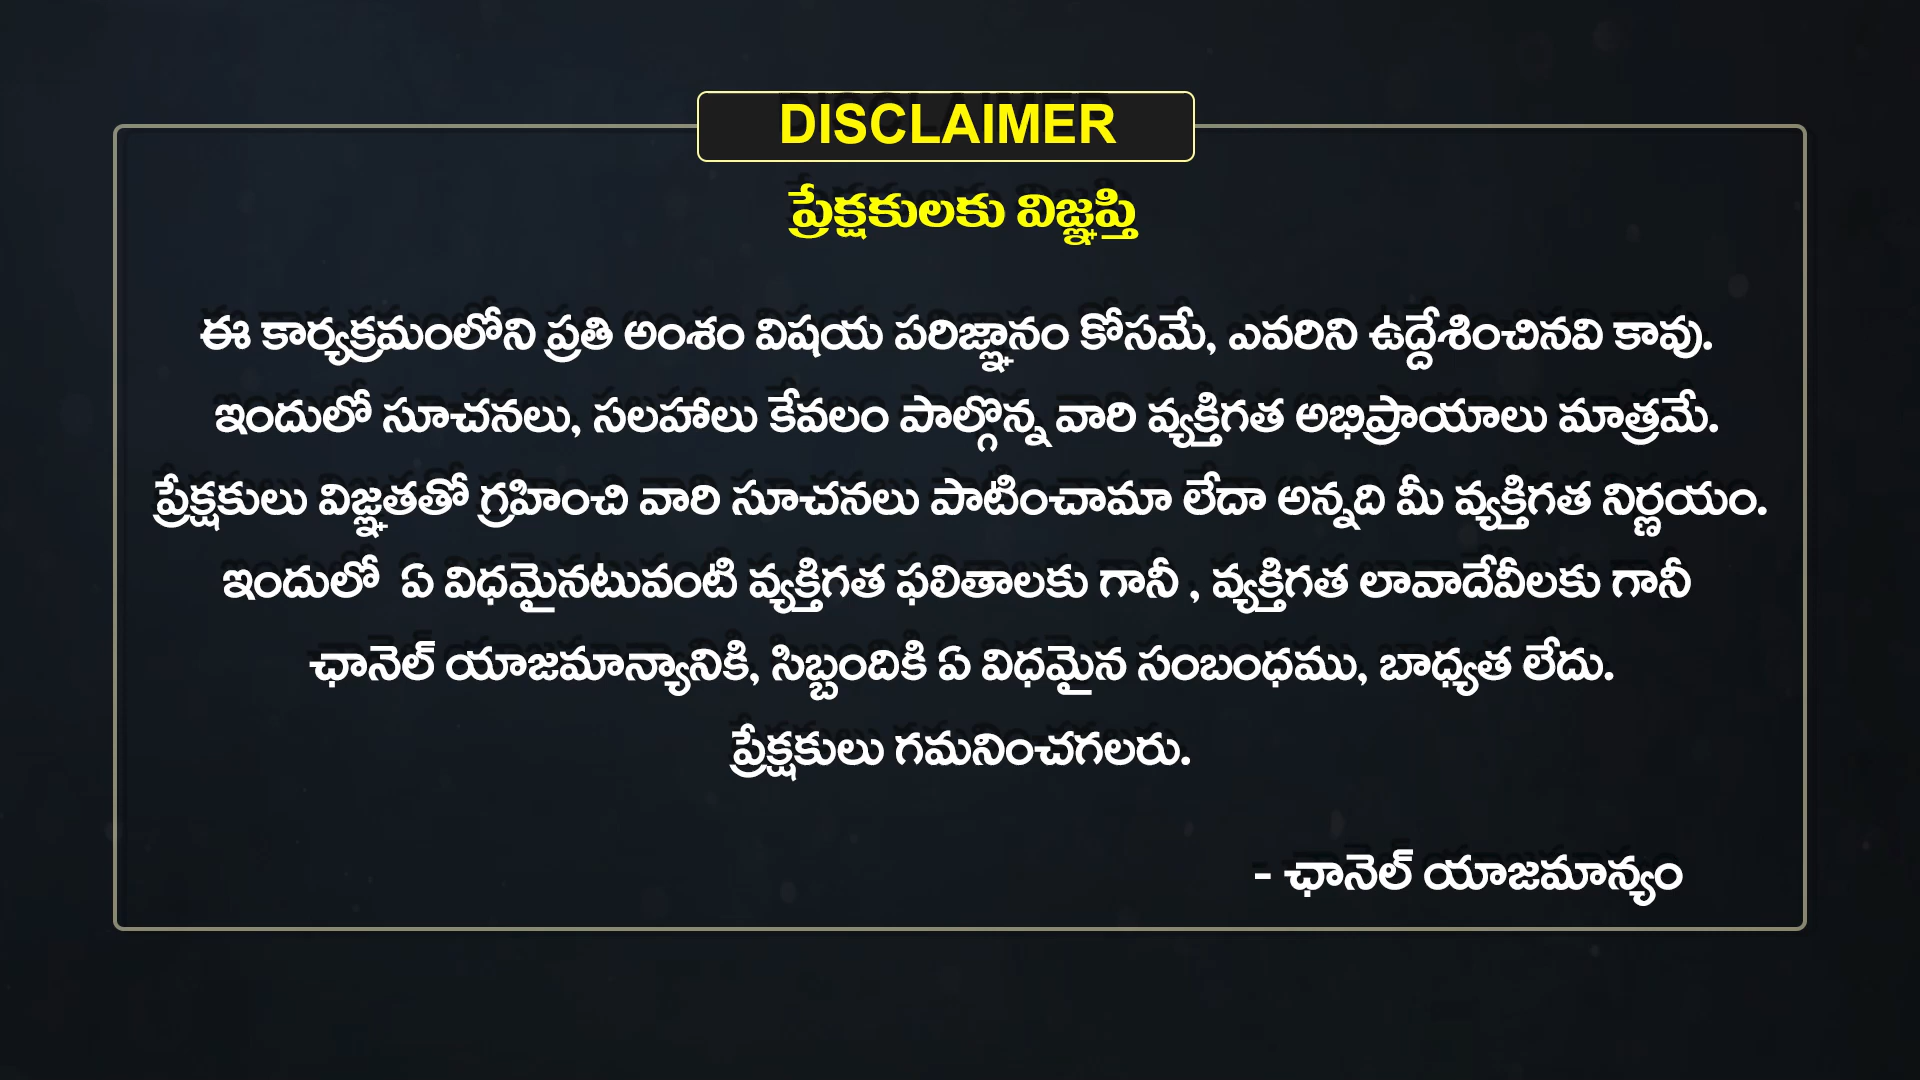 DISCLAIMER
ప్రేక్షకులకు విజ్ఞప్తి
ఈ కార్యక్రమంలోని ప్రతి అంశం విషయ పరిజ్ఞానం కోసమే, ఎవరిని ఉద్దేశించినవి కావు.
ఇందులో సూచనలు, సలహాలు కేవలం పాల్గొన్న వారి వ్యక్తిగత అభిప్రాయాలు మాత్రమే.
ప్రేక్షకులు విజ్ఞతతో గ్రహించి వారి సూచనలు పాటించామా లేదా అన్నది మీ వ్యక్తిగత నిర్ణయం.
ఇందులో ఏ విధమైనటువంటి వ్యక్తిగత ఫలితాలకు గానీ , వ్యక్తిగత లావాదేవీలకు గానీ
ఛానెల్ యాజమాన్యానికి, సిబ్బందికి ఏ విధమైన సంబంధము, బాధ్యత లేదు.
ప్రేక్షకులు గమనించగలరు.
- ఛానెల్ యాజమాన్యం